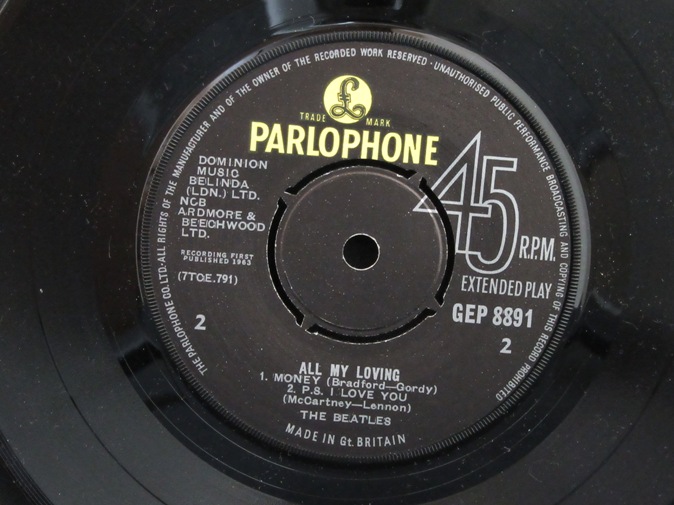 ALL RIGHTS OF THE MANUFACTURER AND OF THE OWNER OF THE RECORDED WORK RESERVED · UNAUTHORISED PUBLIC PERFORMANCE BROADCASTING AND COPYING OF THIS RECORD PROHIBITED
THE PARLOPHONE CO. LTD.
£
TRADE MARK
PARLOPHONE
DOMINION
MUSIC
BELINDA
(LDN.) LTD.
NCB
ARDMORE &
BEECHWOOD
LTD.
RECORDING FIRST
PUBLISHED 1963
(7TCE.791)
2
45
R.P.M.
EXTENDED PLAY
GEP 8891
2
ALL MY LOVING
1. MONEY (Bradford—Gordy)
2. P.S. I LOVE YOU
(McCartney—Lennon)
THE BEATLES
MADE IN Gt. BRITAIN